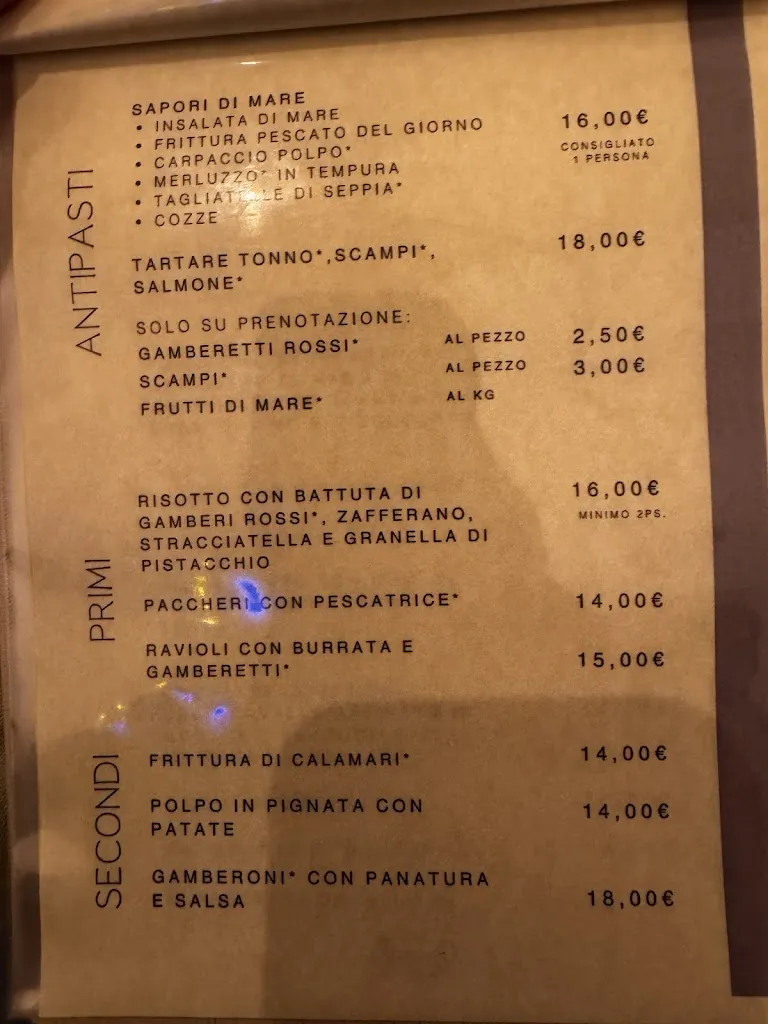 ANTIPASTI
SAPORI DI MARE
• INSALATA DI MARE
16,00€
• FRITTURA PESCATO DEL GIORNO
CONSIGLIATO
1 PERSONA
• CARPACCIO POLPO*
• MERLUZZO* IN TEMPURA
• TAGLIATELLE DI SEPPIA*
• COZZE
TARTARE TONNO*,SCAMPI*,
SALMONE*
18,00€
SOLO SU PRENOTAZIONE:
GAMBERETTI ROSSI* AL PEZZO 2,50€
SCAMPI* AL PEZZO 3,00€
FRUTTI DI MARE* AL KG
PRIMI
RISOTTO CON BATTUTA DI
GAMBERI ROSSI*, ZAFFERANO,
STRACCIATELLA E GRANELLA DI
PISTACCHIO
16,00€
MINIMO 2PS.
PACCHERI CON PESCATRICE* 14,00€
RAVIOLI CON BURRATA E
GAMBERETTI*
15,00€
SECONDI
FRITTURA DI CALAMARI* 14,00€
POLPO IN PIGNATA CON
PATATE
14,00€
GAMBERONI* CON PANATURA
E SALSA
18,00€